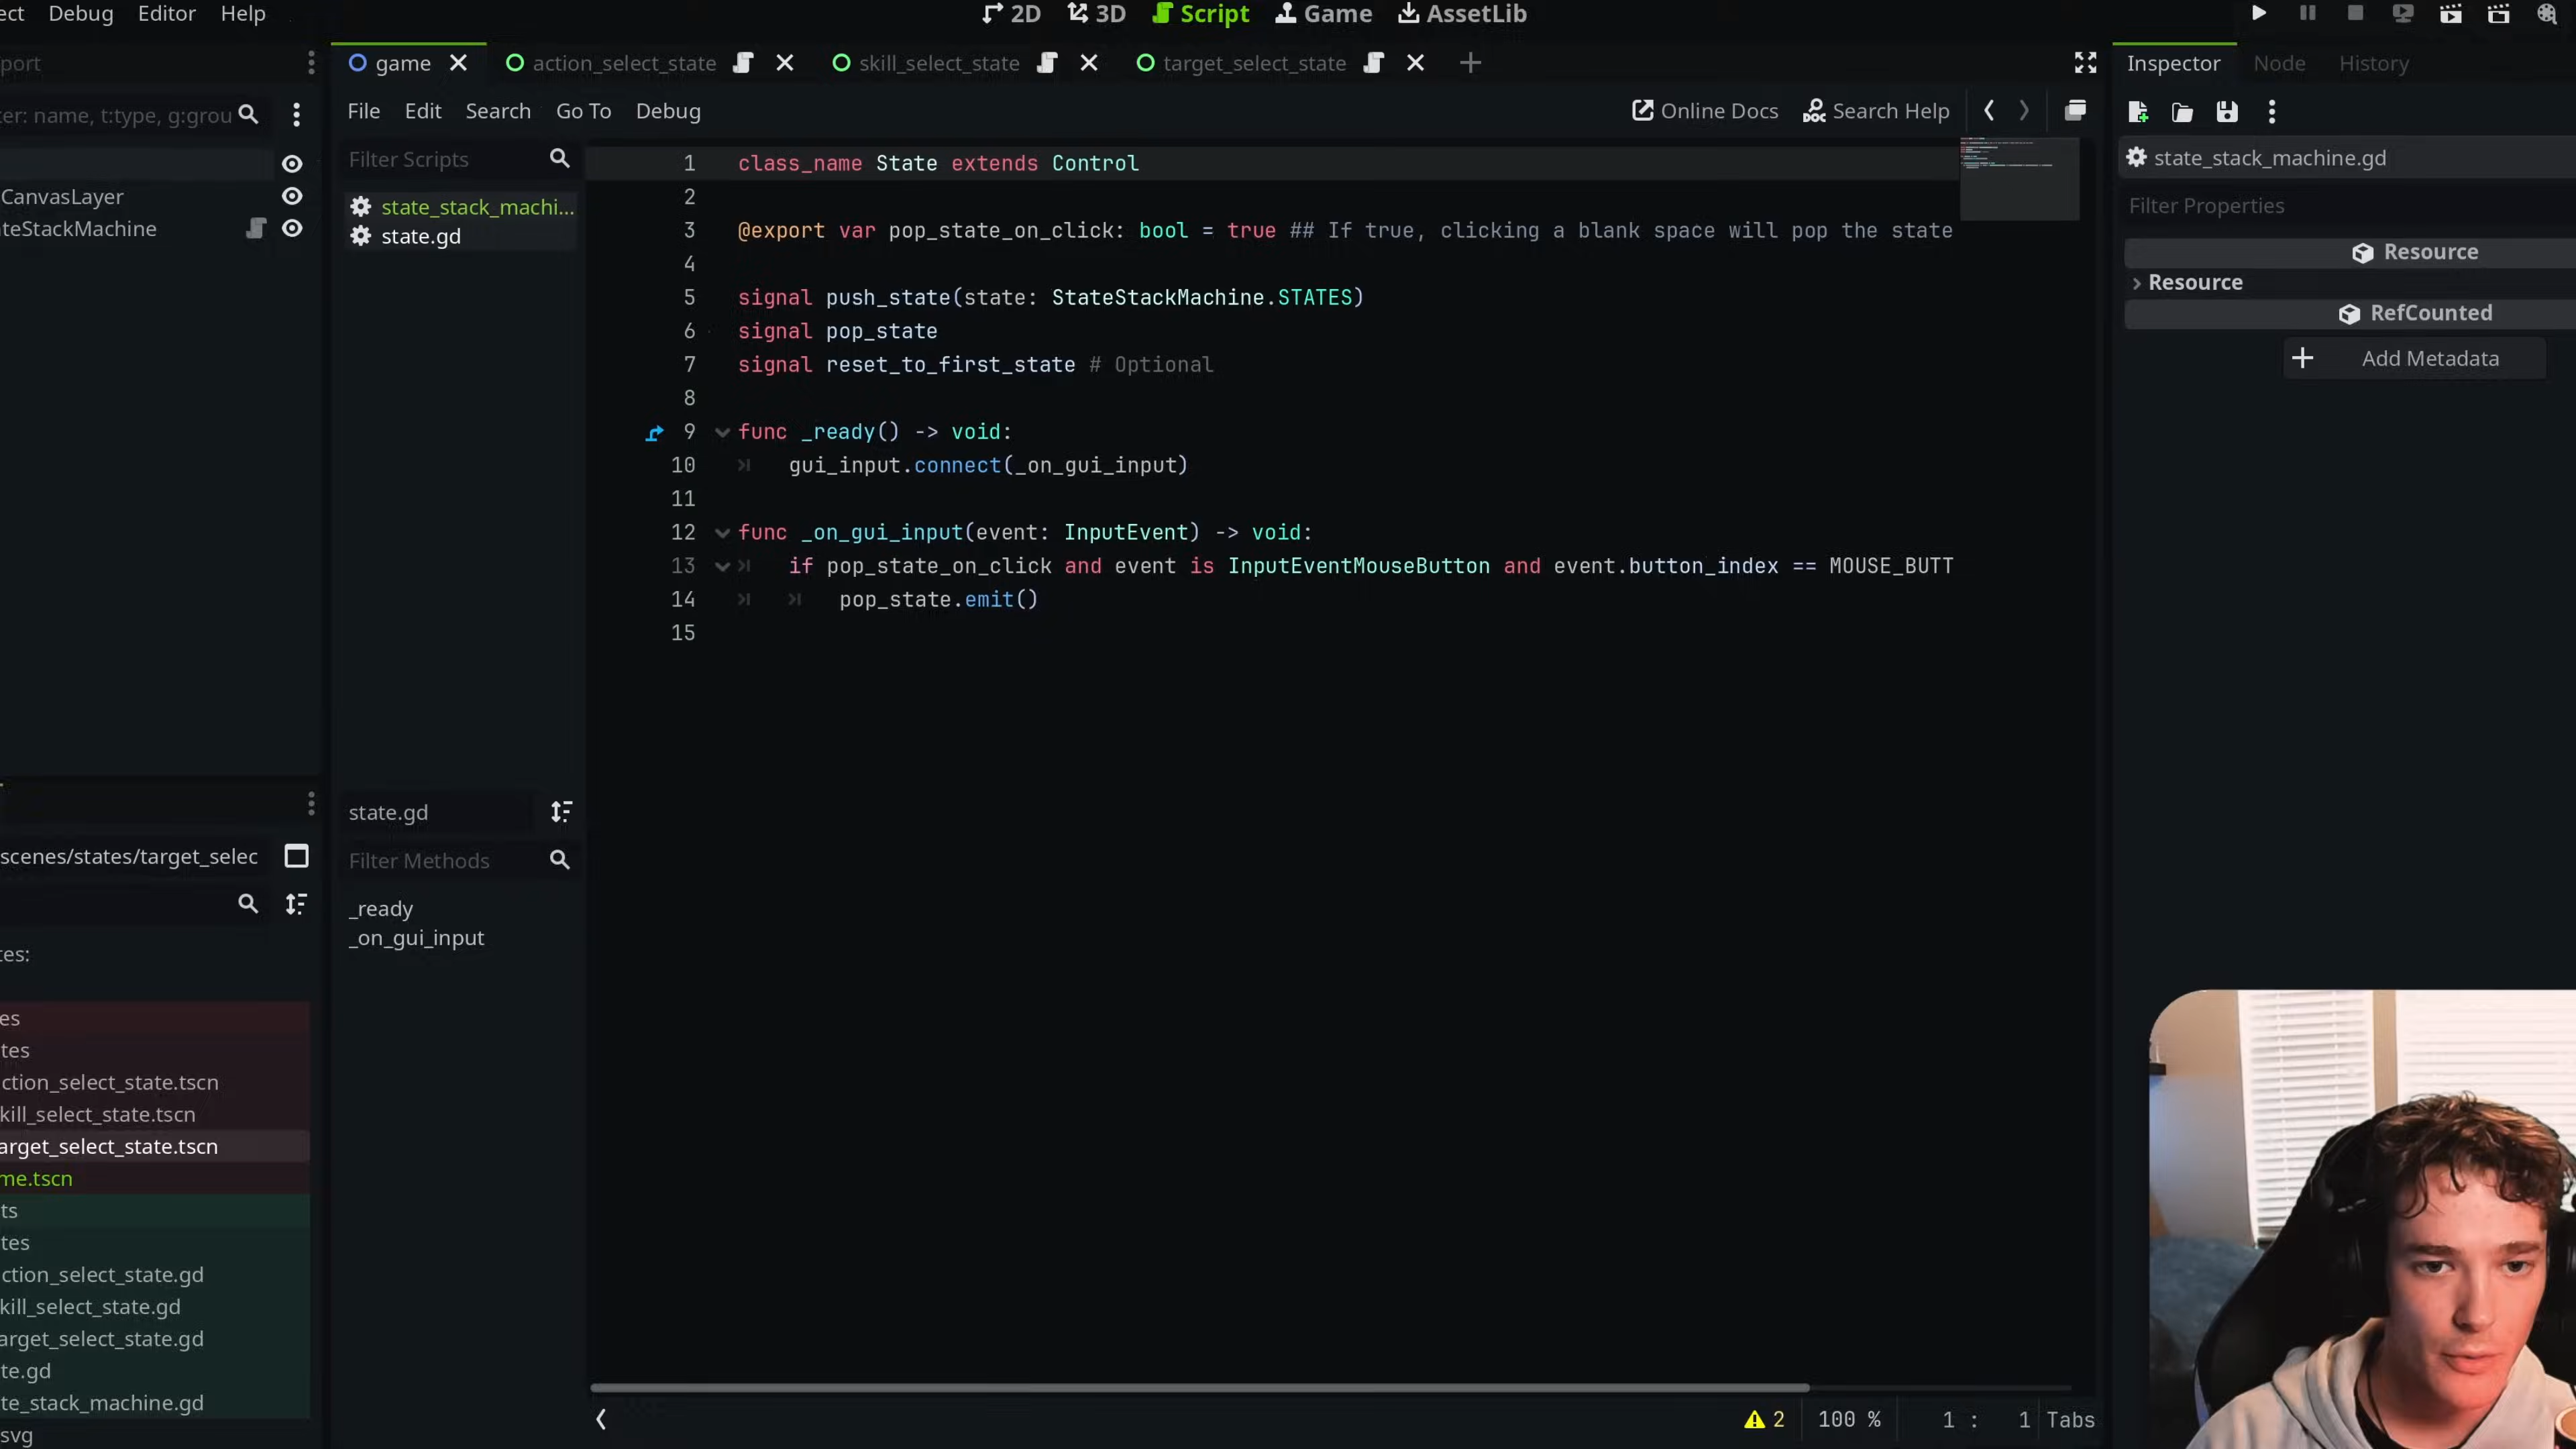 ect Debug Editor Help
2D 3D Script Game AssetLib
port
game action_select_state skill_select_state target_select_state
Inspector Node History
ter: name, t:type, g:grou
File Edit Search Go To Debug
Online Docs Search Help
Filter Scripts
state_stack_machi...
state.gd
CanvasLayer
teStackMachine
1 class_name State extends Control
2
3 @export var pop_state_on_click: bool = true ## If true, clicking a blank space will pop the state
4
5 signal push_state(state: StateStackMachine.STATES)
6 signal pop_state
7 signal reset_to_first_state # Optional
8
9 func _ready() -> void:
10 gui_input.connect(_on_gui_input)
11
12 func _on_gui_input(event: InputEvent) -> void:
13 if pop_state_on_click and event is InputEventMouseButton and event.button_index == MOUSE_BUTT
14 pop_state.emit()
15
state_stack_machine.gd
Filter Properties
Resource
Resource
RefCounted
Add Metadata
state.gd
Filter Methods
_ready
_on_gui_input
scenes/states/target_selec
tes:
es
tes
ction_select_state.tscn
kill_select_state.tscn
arget_select_state.tscn
me.tscn
ts
tes
ction_select_state.gd
kill_select_state.gd
arget_select_state.gd
te.gd
te_stack_machine.gd
svg
2 100 % 1 : 1 Tabs